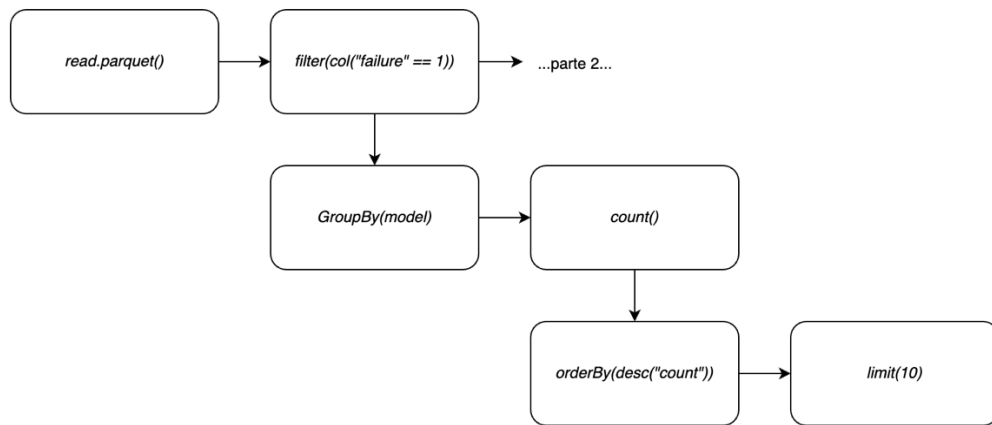 read.parquet()
filter(col("failure" == 1))
...parte 2...
GroupBy(model)
count()
orderBy(desc("count"))
limit(10)